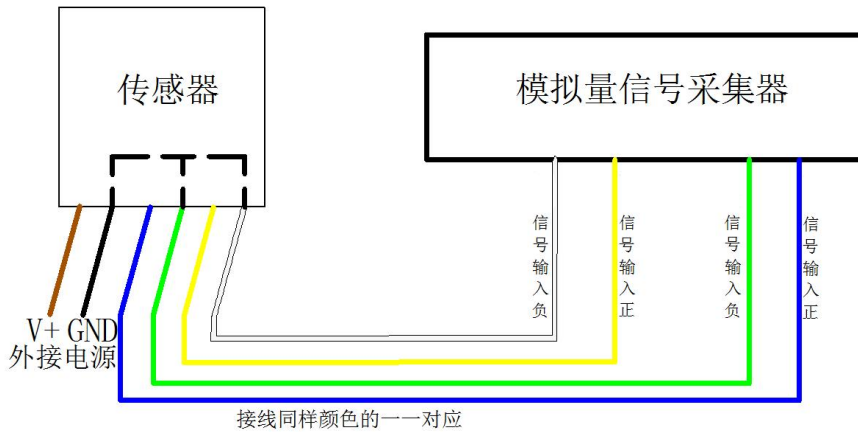 传感器
模拟量信号采集器
信号输入负
信号输入正
信号输入负
信号输入正
V+ GND
外接电源
接线同样颜色的一一对应